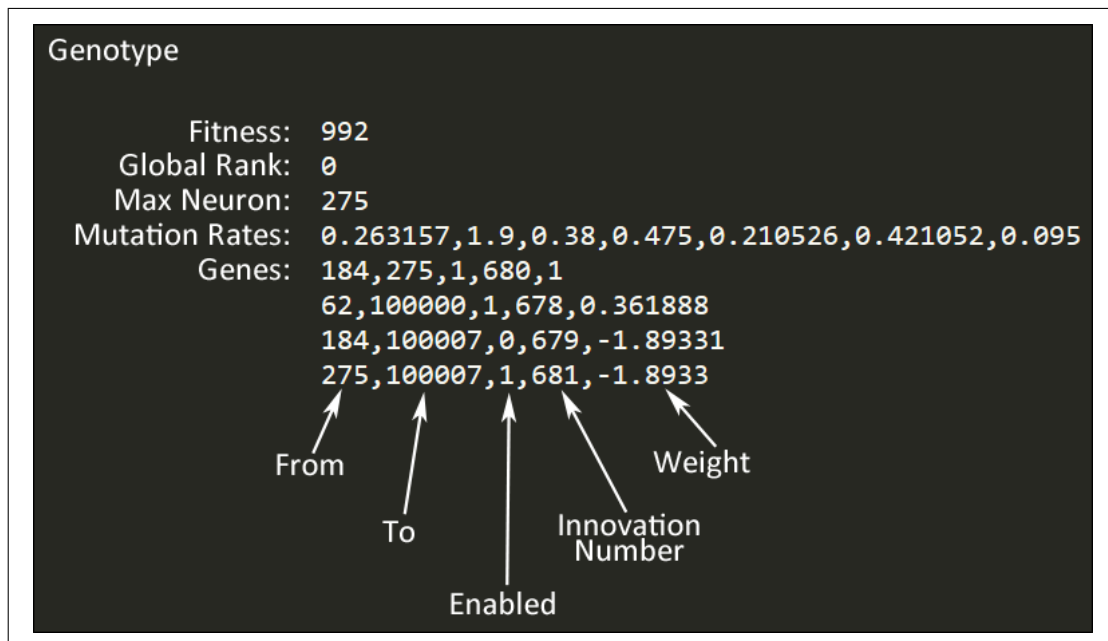 Genotype
Fitness: 992
Global Rank: 0
Max Neuron: 275
Mutation Rates: 0.263157,1.9,0.38,0.475,0.210526,0.421052,0.095
Genes: 184,275,1,680,1
62,100000,1,678,0.361888
184,100007,0,679,-1.89331
275,100007,1,681,-1.8933
From
Weight
To
Innovation
Number
Enabled